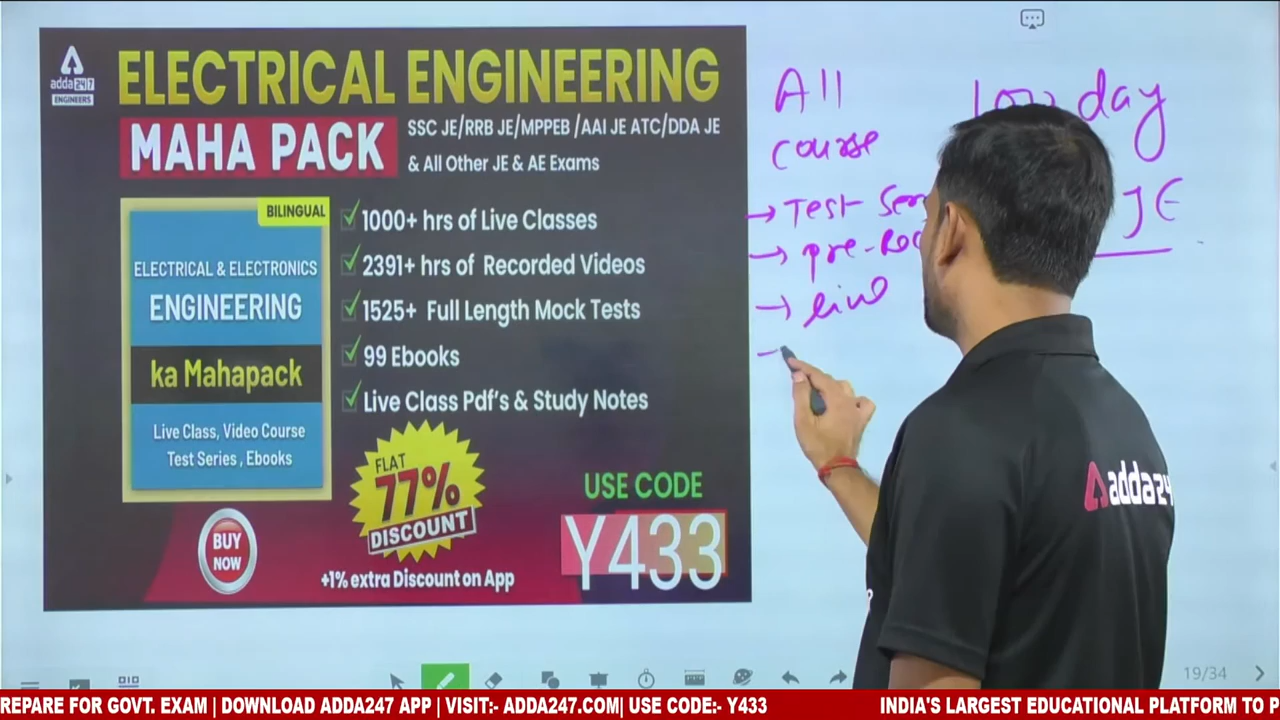 adda247
ENGINEERS
ELECTRICAL ENGINEERING
MAHA PACK
SSC JE/RRB JE/MPPEB /AAI JE ATC/DDA JE
& All Other JE & AE Exams
BILINGUAL
ELECTRICAL & ELECTRONICS
ENGINEERING
ka Mahapack
Live Class, Video Course
Test Series , Ebooks
1000+ hrs of Live Classes
2391+ hrs of Recorded Videos
1525+ Full Length Mock Tests
99 Ebooks
Live Class Pdf's & Study Notes
FLAT
77%
DISCOUNT
BUY
NOW
+1% extra Discount on App
USE CODE
Y433
All
course
→ Test
→
→ live
day
JE
adda24
19/34
REPARE FOR GOVT. EXAM | DOWNLOAD ADDA247 APP | VISIT:- ADDA247.COM| USE CODE:- Y433
INDIA'S LARGEST EDUCATIONAL PLATFORM TO P